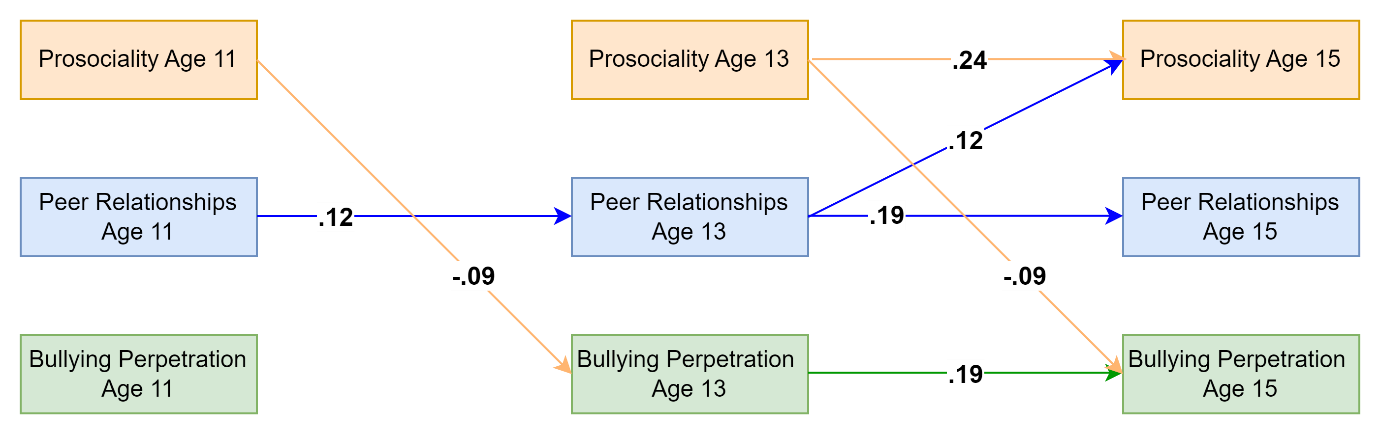 Prosociality Age 11
Prosociality Age 13
.24
Prosociality Age 15
.12
Peer Relationships
Age 11
.12
Peer Relationships
Age 13
.19
Peer Relationships
Age 15
-.09
-.09
Bullying Perpetration
Age 11
Bullying Perpetration
Age 13
.19
Bullying Perpetration
Age 15